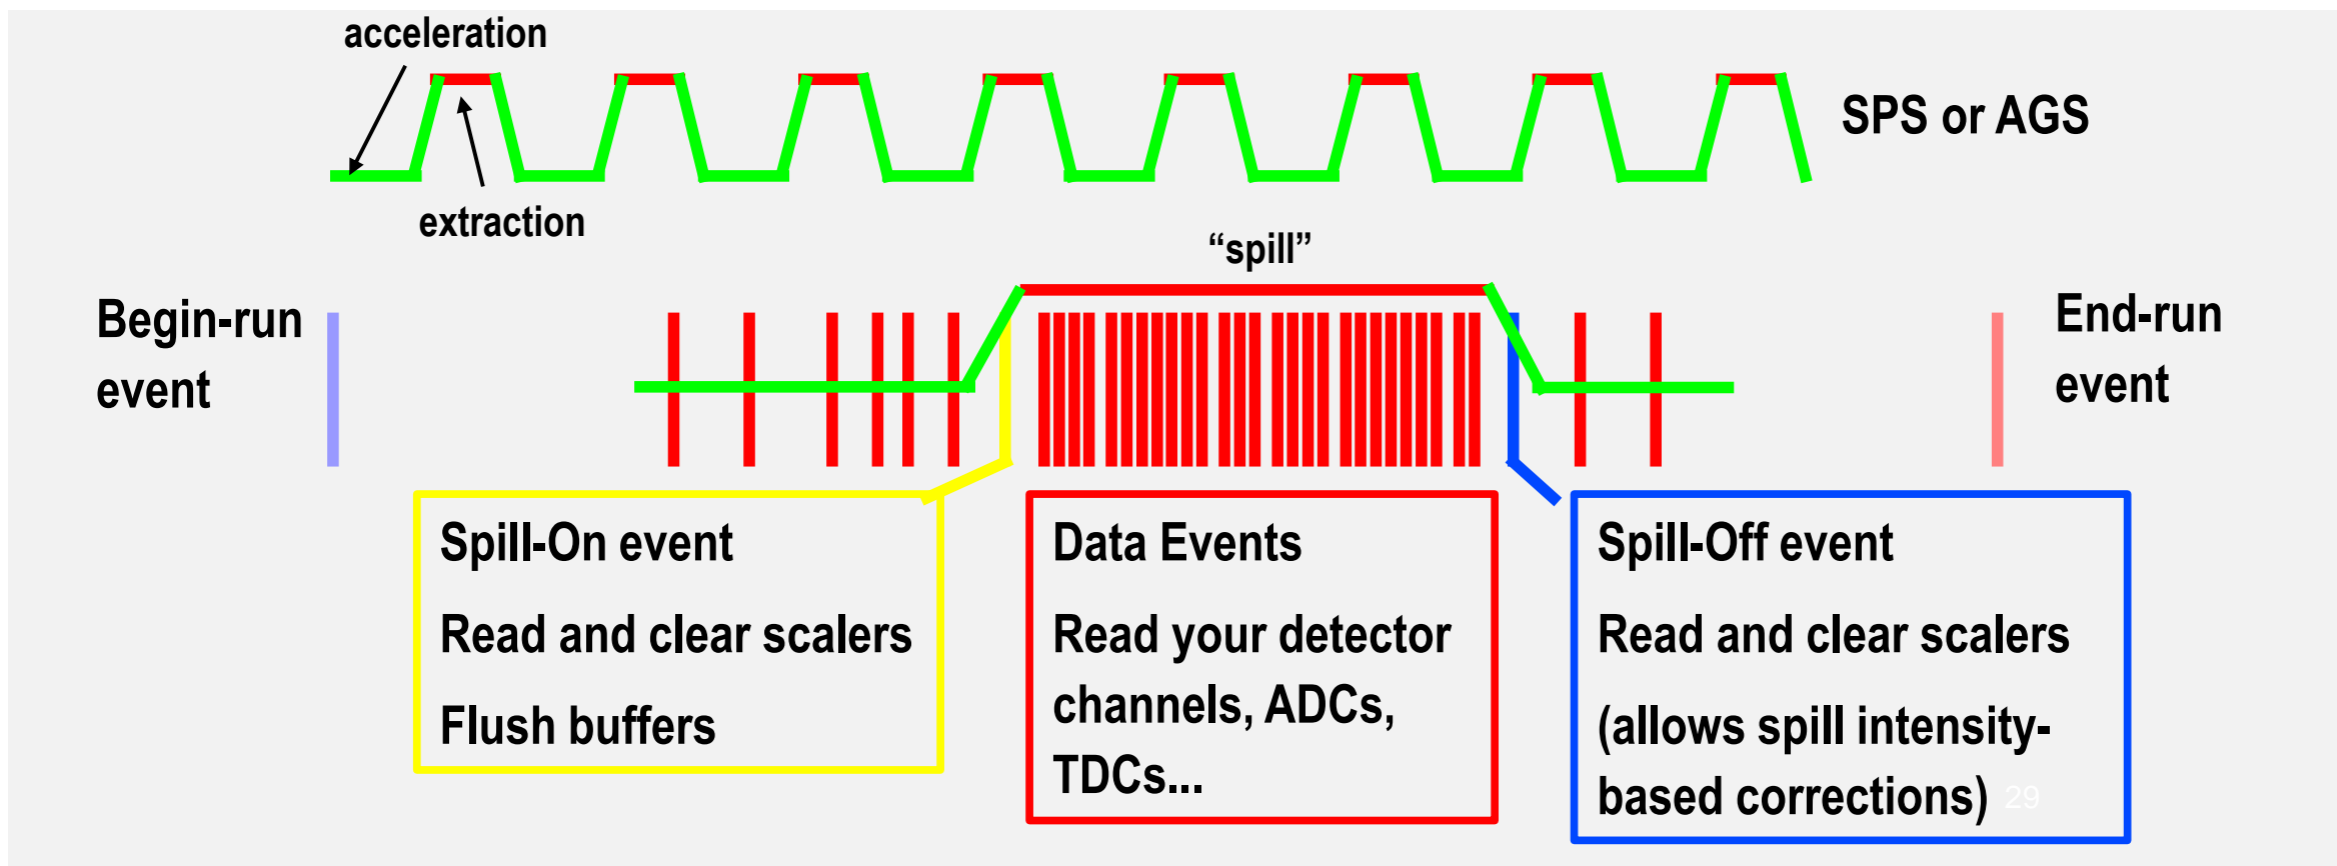 acceleration
SPS or AGS
extraction
“spill”
Begin-run
event
End-run
event
Spill-On event
Read and clear scalers
Flush buffers
Data Events
Read your detector
channels, ADCs,
TDCs...
Spill-Off event
Read and clear scalers
(allows spill intensity-
based corrections)
29